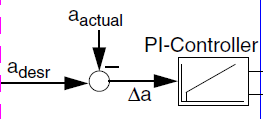 a_actual
PI-Controller
a_desr
Δa